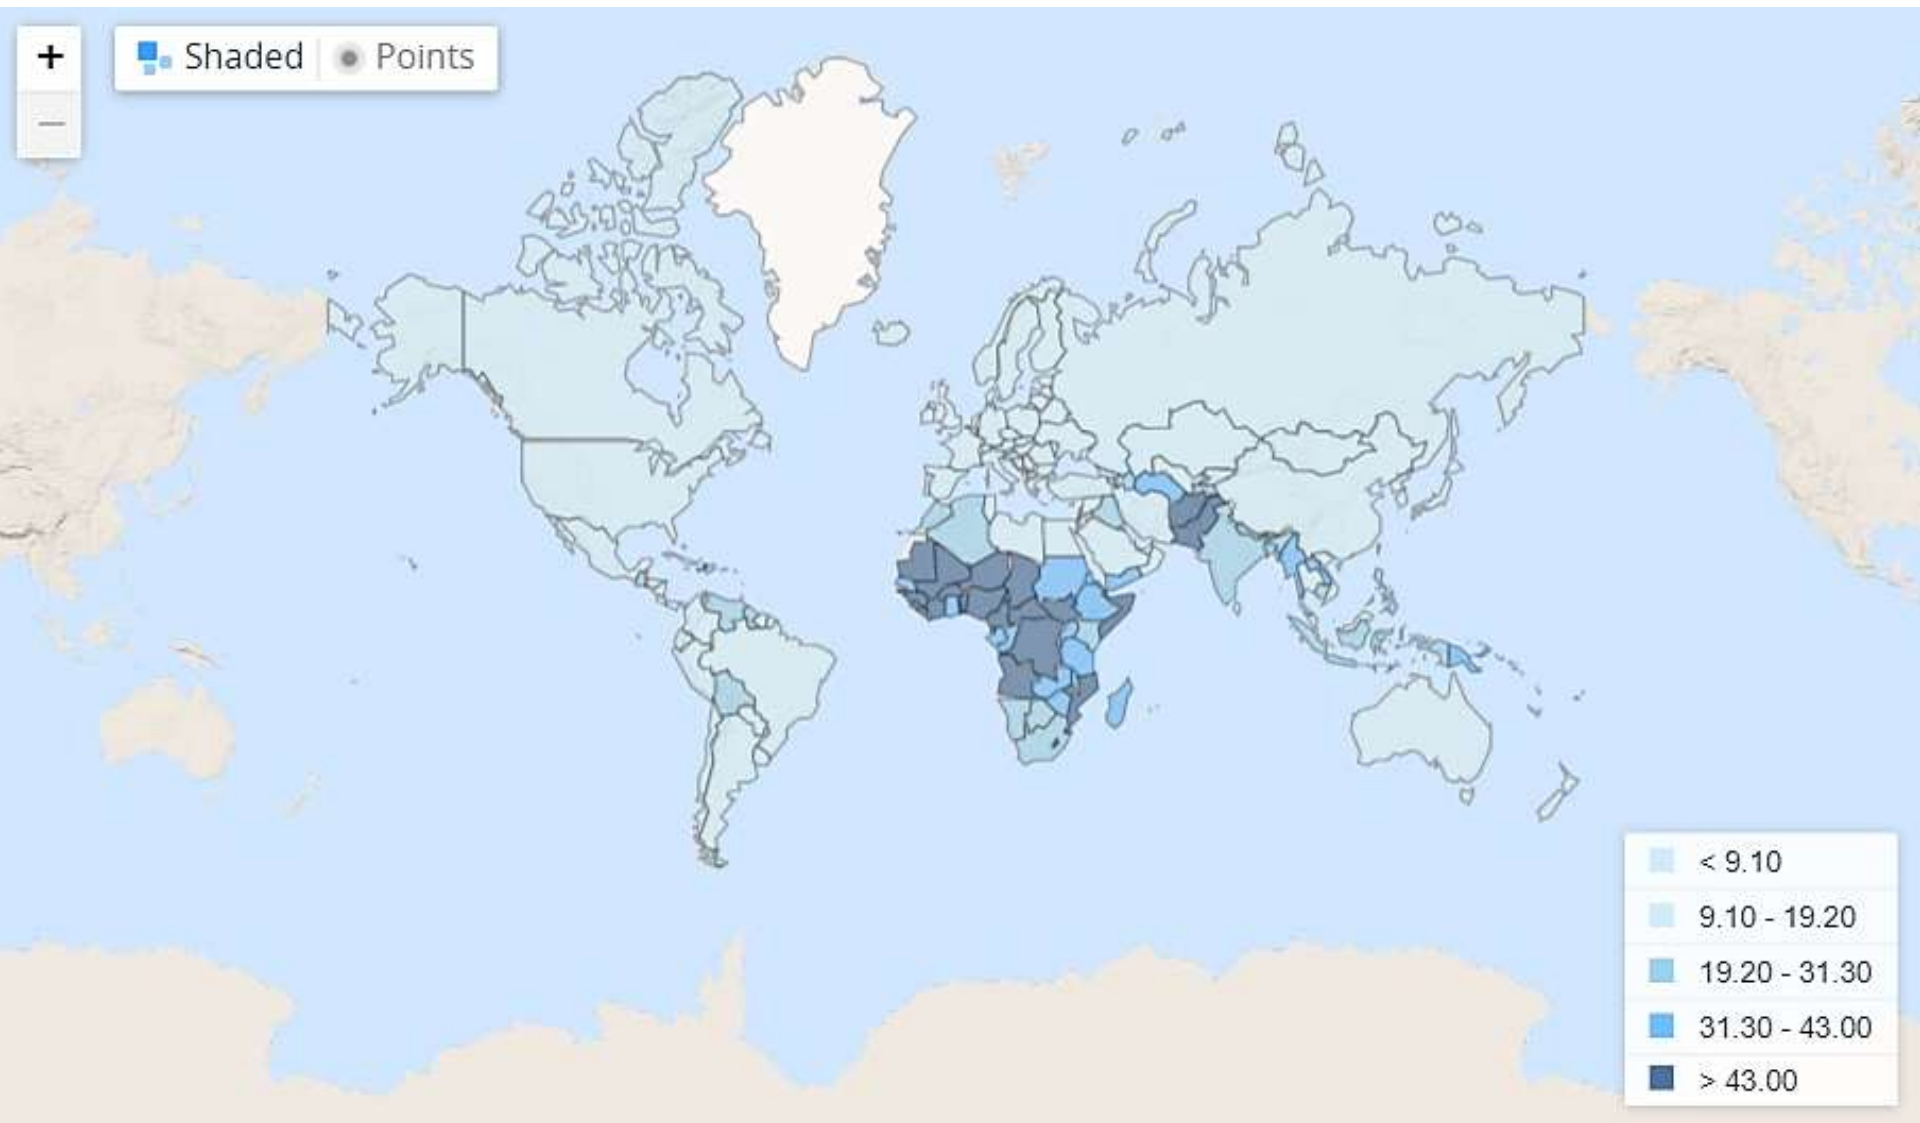 +
Shaded
Points
−
< 9.10
9.10 - 19.20
19.20 - 31.30
31.30 - 43.00
> 43.00